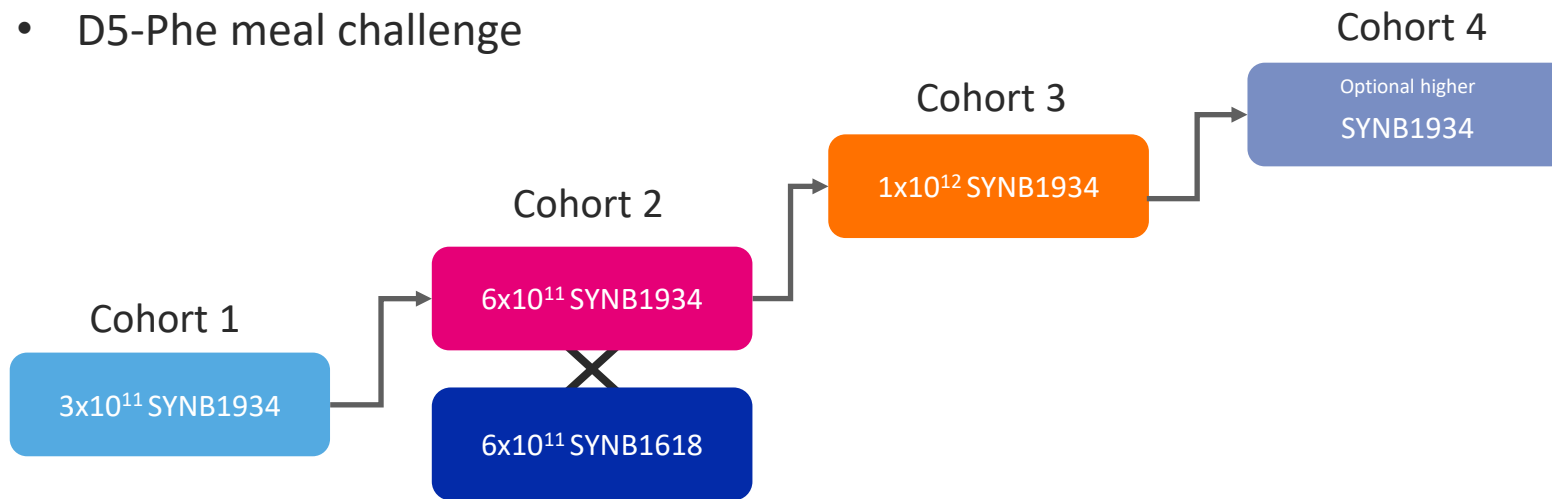 • D5-Phe meal challenge
Cohort 4
Optional higher
SYNB1934
Cohort 3
1x10¹² SYNB1934
Cohort 2
6x10¹¹ SYNB1934
Cohort 1
3x10¹¹ SYNB1934
6x10¹¹ SYNB1618